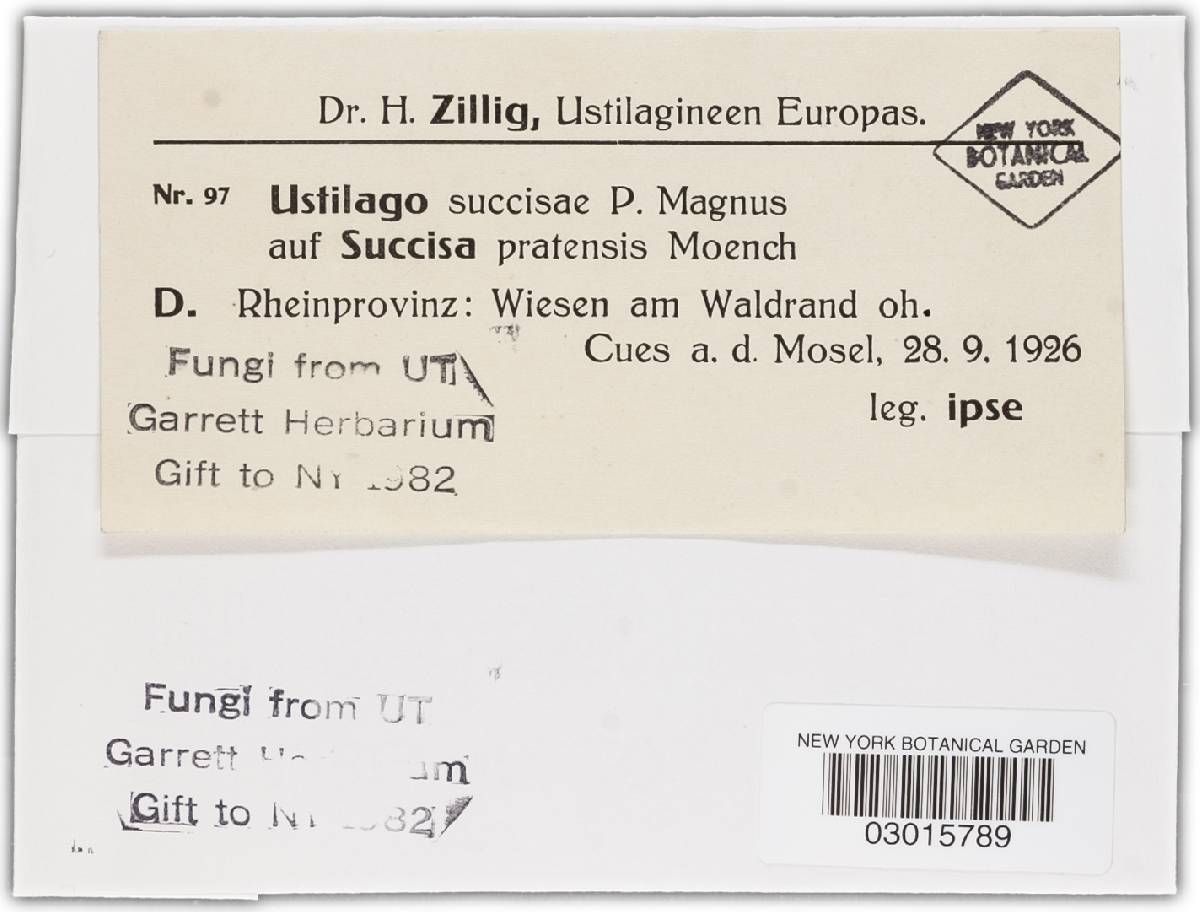 Dr. H. Zillig, Ustilagineen Europas.
NEW YORK
BOTANICAL
GARDEN
Nr. 97 Ustilago succisae P. Magnus
auf Succisa pratensis Moench
D. Rheinprovinz: Wiesen am Waldrand oh.
Cues a. d. Mosel, 28. 9. 1926
leg. ipse
Fungi from UT
Garrett Herbarium
Gift to NY 1982
Fungi from UT
Garrett
Gift to NY
NEW YORK BOTANICAL GARDEN
03015789